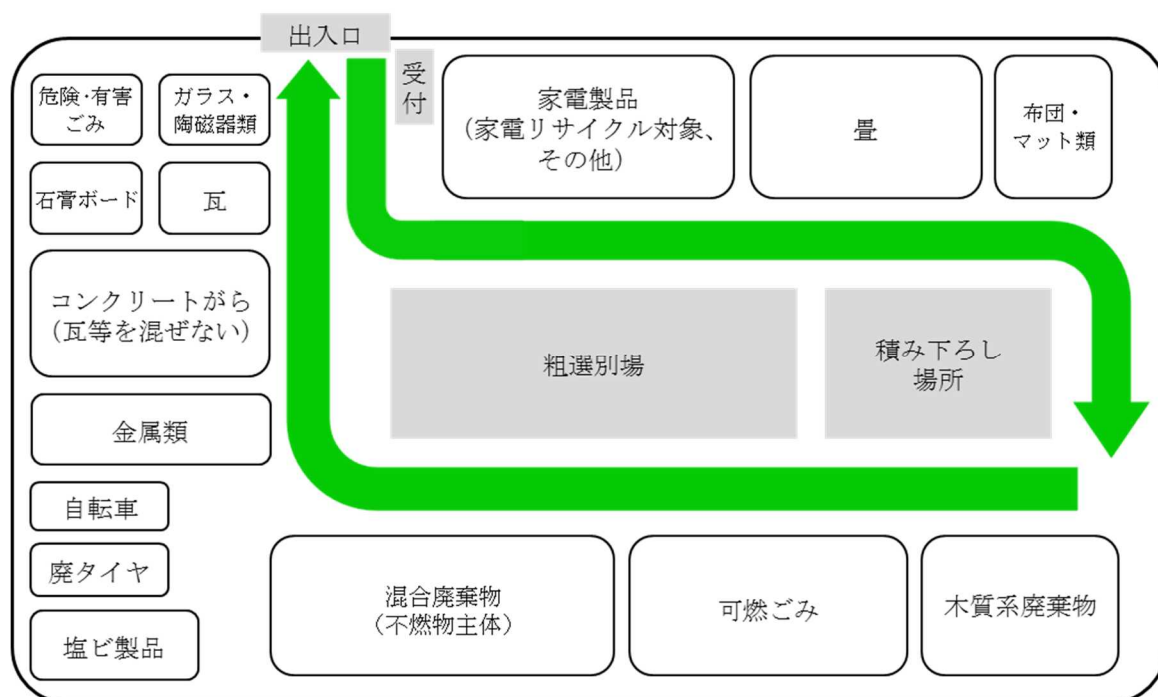 出入口
受
付
危険・有害
ごみ
ガラス・
陶磁器類
家電製品
（家電リサイクル対象、
その他）
畳
布団・
マット類
石膏ボード
瓦
コンクリートがら
（瓦等を混ぜない）
粗選別場
積み下ろし
場所
金属類
自転車
廃タイヤ
塩ビ製品
混合廃棄物
（不燃物主体）
可燃ごみ
木質系廃棄物